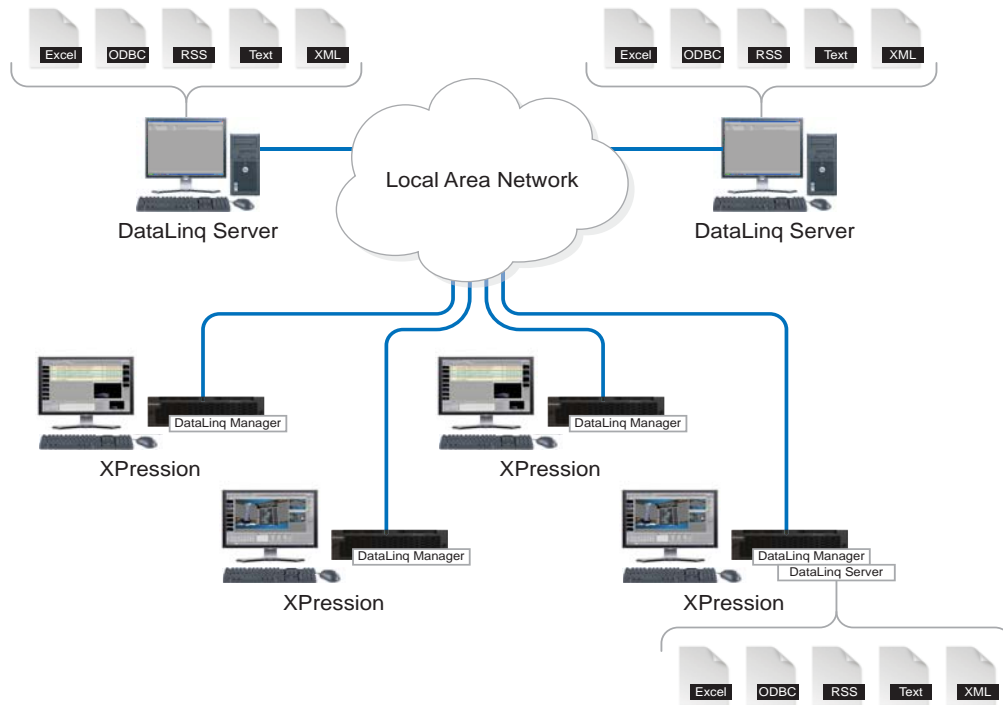 Excel ODBC RSS Text XML
Excel ODBC RSS Text XML
Local Area Network
DataLinq Server
DataLinq Server
DataLinq Manager
DataLinq Manager
XPression
XPression
DataLinq Manager
DataLinq Manager
DataLinq Server
XPression
XPression
Excel ODBC RSS Text XML